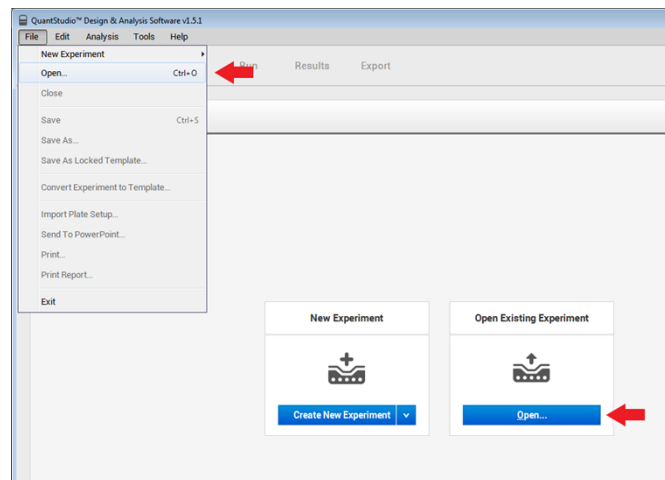 QuantStudio™ Design & Analysis Software v1.5.1
File Edit Analysis Tools Help
New Experiment
Open... Ctrl+O
Close
Save Ctrl+S
Save As...
Save As Locked Template...
Convert Experiment to Template...
Import Plate Setup...
Send To PowerPoint...
Print...
Print Report...
Exit
Run Results Export
New Experiment
Create New Experiment
Open Existing Experiment
Open...